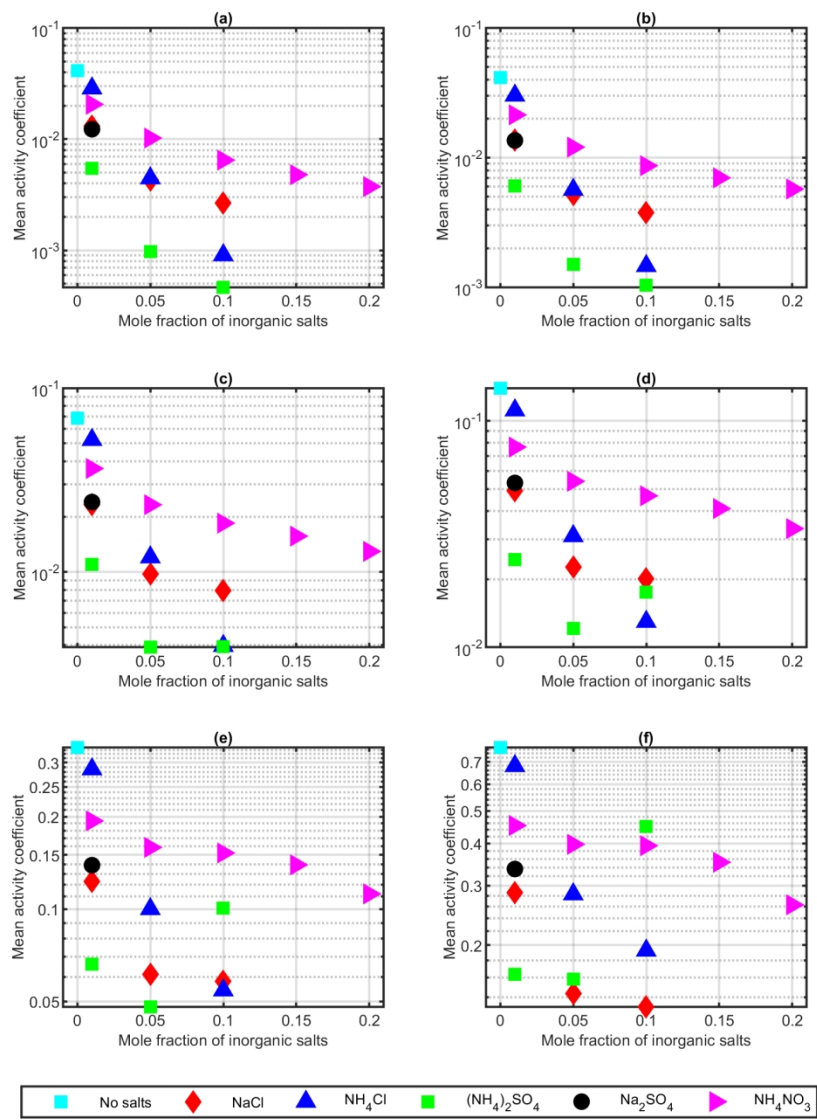 (a)
(b)
10^-1
10^-1
10^-2
10^-2
10^-3
10^-3
Mean activity coefficient
Mean activity coefficient
0 0.05 0.1 0.15 0.2
0 0.05 0.1 0.15 0.2
Mole fraction of inorganic salts
Mole fraction of inorganic salts
(c)
(d)
10^-1
10^-1
10^-2
10^-2
Mean activity coefficient
Mean activity coefficient
0 0.05 0.1 0.15 0.2
0 0.05 0.1 0.15 0.2
Mole fraction of inorganic salts
Mole fraction of inorganic salts
(e)
(f)
0.3
0.25
0.2
0.15
0.1
0.05
0.7
0.6
0.5
0.4
0.3
0.2
Mean activity coefficient
Mean activity coefficient
0 0.05 0.1 0.15 0.2
0 0.05 0.1 0.15 0.2
Mole fraction of inorganic salts
Mole fraction of inorganic salts
No salts NaCl NH₄Cl (NH₄)₂SO₄ Na₂SO₄ NH₄NO₃